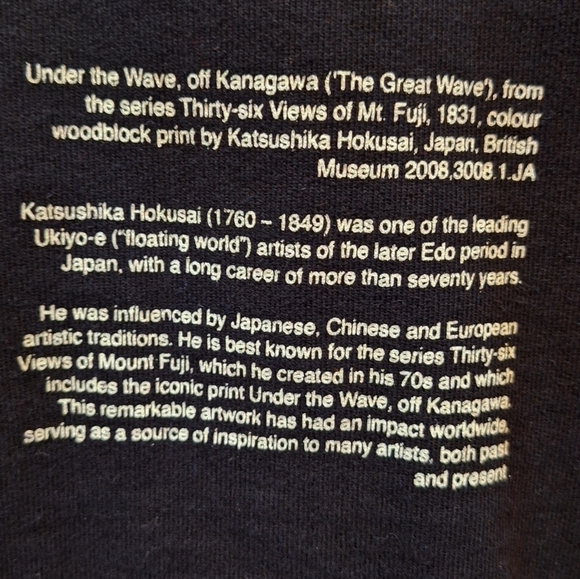 Under the Wave, off Kanagawa ('The Great Wave'), from
the series Thirty-six Views of Mt. Fuji, 1831, colour
woodblock print by Katsushika Hokusai, Japan, British
Museum 2008,3008.1.JA
Katsushika Hokusai (1760 – 1849) was one of the leading
Ukiyo-e ("floating world") artists of the later Edo period in
Japan, with a long career of more than seventy years.
He was influenced by Japanese, Chinese and European
artistic traditions. He is best known for the series Thirty-six
Views of Mount Fuji, which he created in his 70s and which
includes the iconic print Under the Wave, off Kanagawa.
This remarkable artwork has had an impact worldwide,
serving as a source of inspiration to many artists, both past
and present.